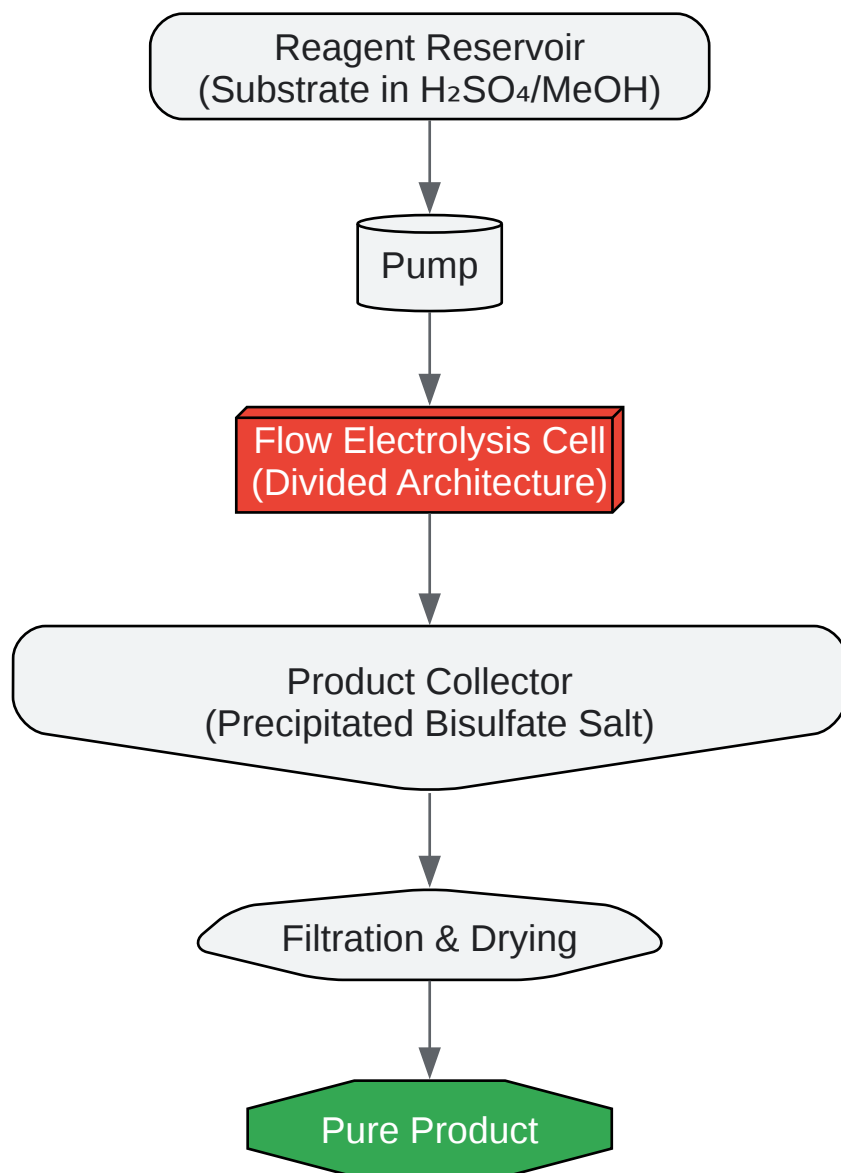 Reagent Reservoir
(Substrate in H₂SO₄/MeOH)
Pump
Flow Electrolysis Cell
(Divided Architecture)
Product Collector
(Precipitated Bisulfate Salt)
Filtration & Drying
Pure Product